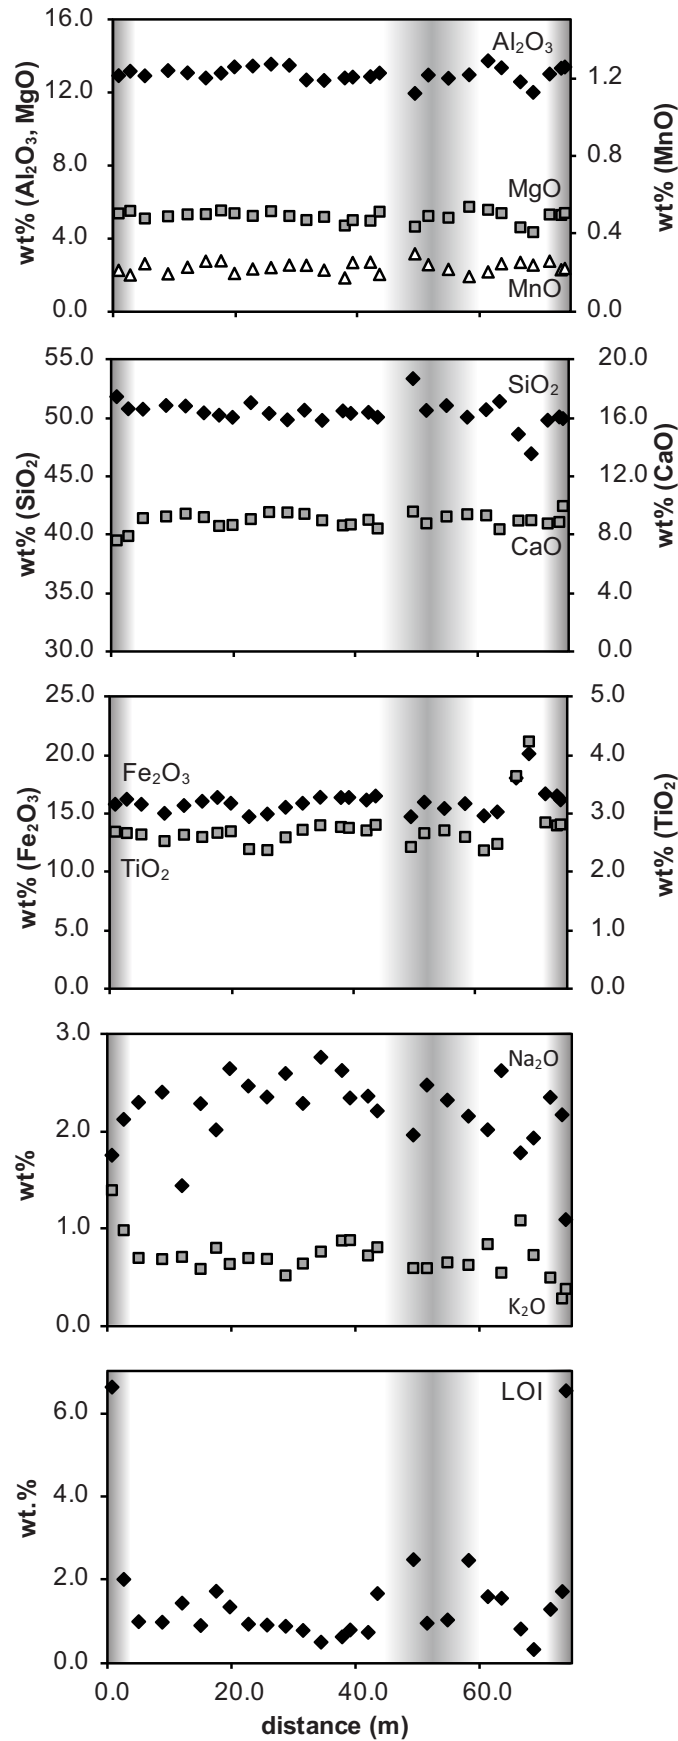 16.0
12.0
8.0
4.0
0.0
wt% (Al₂O₃, MgO)
Al₂O₃
MgO
MnO
1.2
0.8
0.4
0.0
wt% (MnO)
55.0
50.0
45.0
40.0
35.0
30.0
wt% (SiO₂)
SiO₂
CaO
20.0
16.0
12.0
8.0
4.0
0.0
wt% (CaO)
25.0
20.0
15.0
10.0
5.0
0.0
wt% (Fe₂O₃)
Fe₂O₃
TiO₂
5.0
4.0
3.0
2.0
1.0
0.0
wt% (TiO₂)
3.0
2.0
1.0
0.0
wt%
Na₂O
K₂O
6.0
4.0
2.0
0.0
wt.%
LOI
0.0 20.0 40.0 60.0
distance (m)